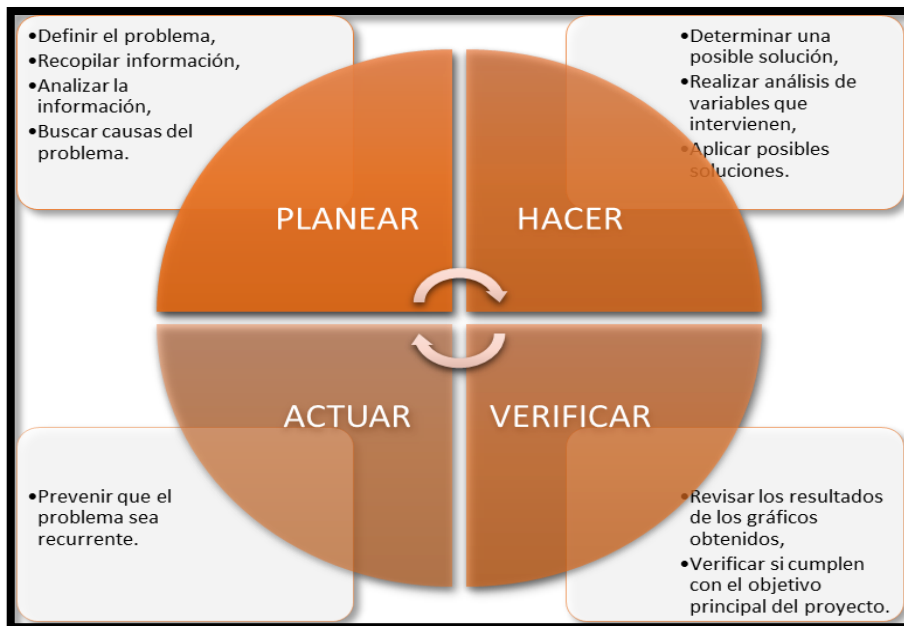 •Definir el problema,
•Recopilar información,
•Analizar la
información,
•Buscar causas del
problema.
•Determinar una
posible solución,
•Realizar análisis de
variables que
intervienen,
•Aplicar posibles
soluciones.
PLANEAR
HACER
ACTUAR
VERIFICAR
•Prevenir que el
problema sea
recurrente.
•Revisar los resultados
de los gráficos
obtenidos,
•Verificar si cumplen
con el objetivo
principal del proyecto.